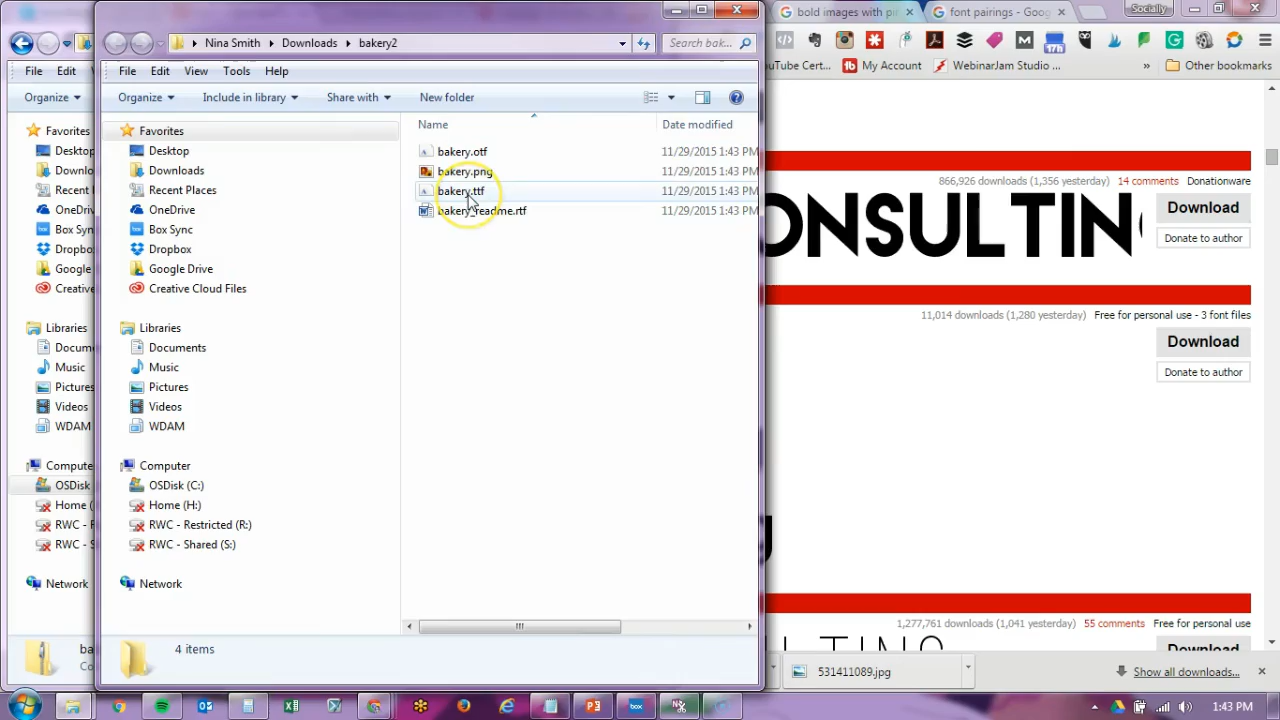 bold images with pi
font pairings - Goo
Socially
Nina Smith
Downloads
bakery2
Search bak...
File
Edit
File
Edit
View
Tools
Help
YouTube Cert...
My Account
WebinarJam Studio ...
»
Other bookmarks
Organize
Organize
Include in library
Share with
New folder
Favorites
Desktop
Downloads
Recent
OneDrive
Box Sync
Dropbox
Google
Creative
Libraries
Docum
Music
Pictures
Videos
WDAM
Compute
OSDisk
Home (
RWC - R
RWC - S
Network
Favorites
Desktop
Downloads
Recent Places
OneDrive
Box Sync
Dropbox
Google Drive
Creative Cloud Files
Libraries
Documents
Music
Pictures
Videos
WDAM
Computer
OSDisk (C:)
Home (H:)
RWC - Restricted (R:)
RWC - Shared (S:)
Network
Name
Date modified
bakery.otf
11/29/2015 1:43 PM
bakery.png
11/29/2015 1:43 PM
bakery.ttf
11/29/2015 1:43 PM
bakery_readme.rtf
11/29/2015 1:43 PM
866,926 downloads (1,356 yesterday)
14 comments
Donationware
ONSULTIN
Download
Donate to author
11,014 downloads (1,280 yesterday)
Free for personal use - 3 font files
Download
Donate to author
1,277,761 downloads (1,041 yesterday)
55 comments
Free for personal use
Download
ba
Co
4 items
531411089.jpg
Show all downloads...
1:43 PM